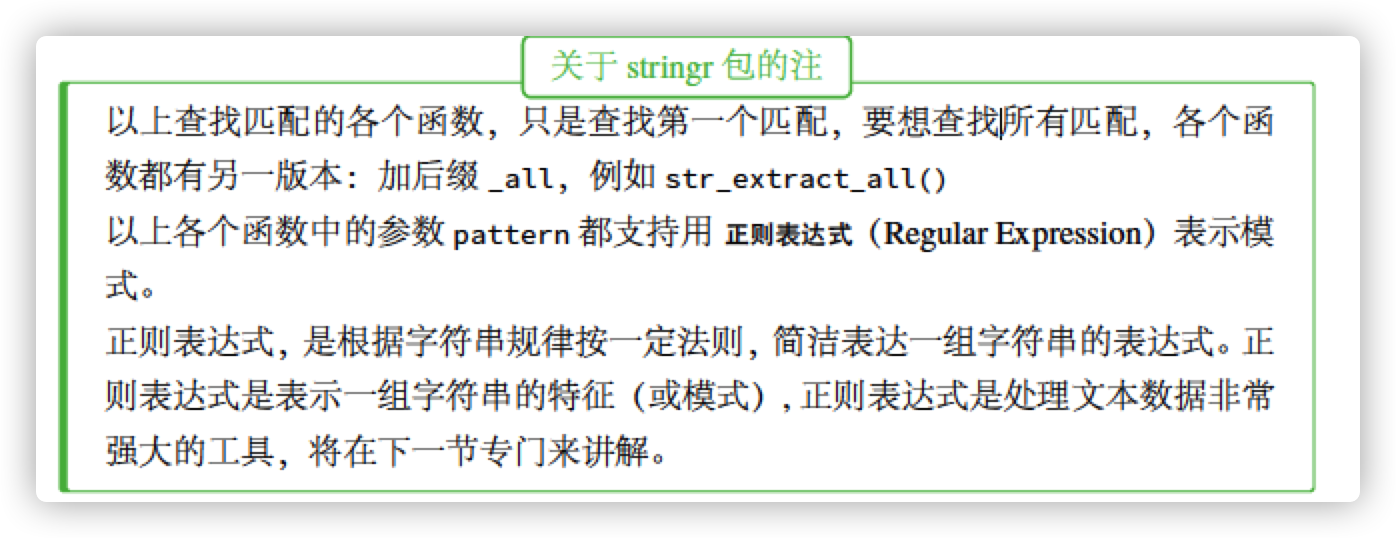 关于 stringr 包的注
以上查找匹配的各个函数，只是查找第一个匹配，要想查找所有匹配，各个函
数都有另一版本：加后缀 _all，例如 str_extract_all()
以上各个函数中的参数 pattern 都支持用 正则表达式（Regular Expression）表示模
式。
正则表达式，是根据字符串规律按一定法则，简洁表达一组字符串的表达式。正
则表达式是表示一组字符串的特征（或模式），正则表达式是处理文本数据非常
强大的工具，将在下一节专门来讲解。